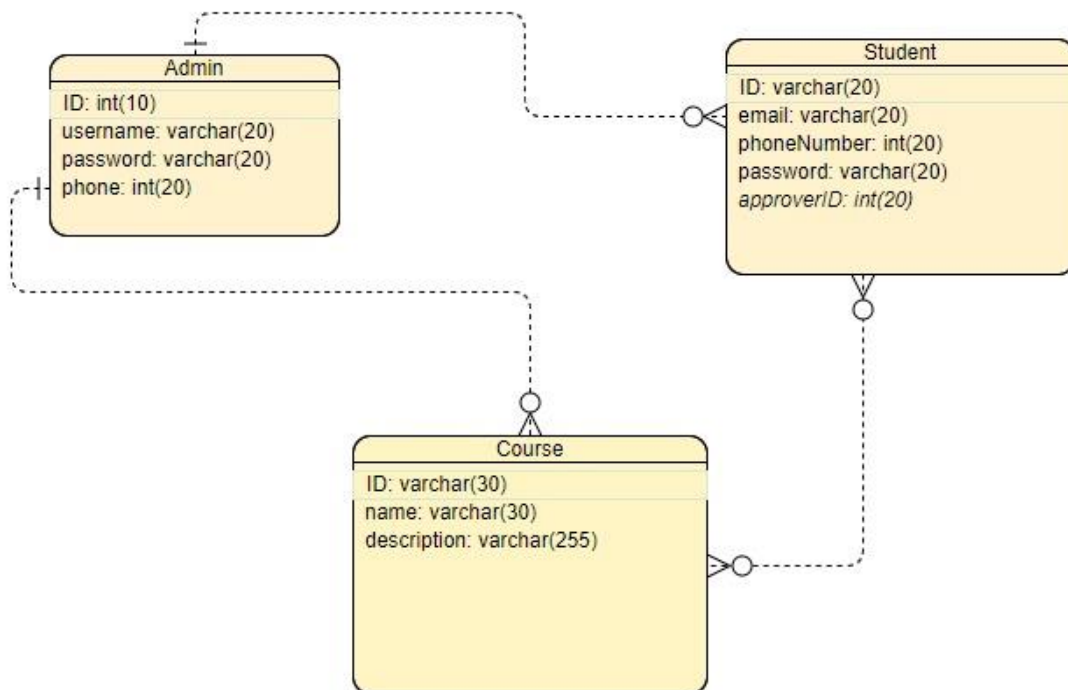 Admin
ID: int(10)
username: varchar(20)
password: varchar(20)
phone: int(20)
Student
ID: varchar(20)
email: varchar(20)
phoneNumber: int(20)
password: varchar(20)
approverID: int(20)
Course
ID: varchar(30)
name: varchar(30)
description: varchar(255)